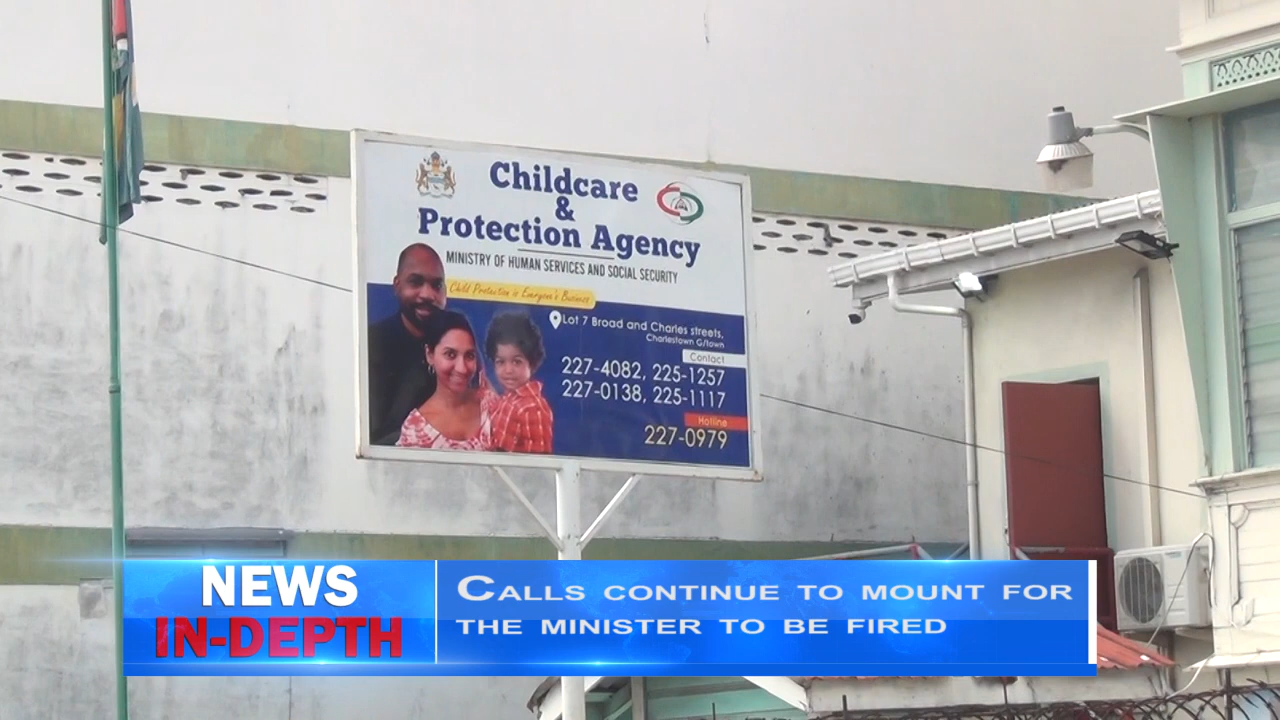 Childcare
&
Protection Agency
MINISTRY OF HUMAN SERVICES AND SOCIAL SECURITY
Child Protection is Everyone's Business
Lot 7 Broad and Charles streets,
Charlestown G/town
Contact
227-4082, 225-1257
227-0138, 225-1117
Hotline
227-0979
NEWS
IN-DEPTH
CALLS CONTINUE TO MOUNT FOR
THE MINISTER TO BE FIRED